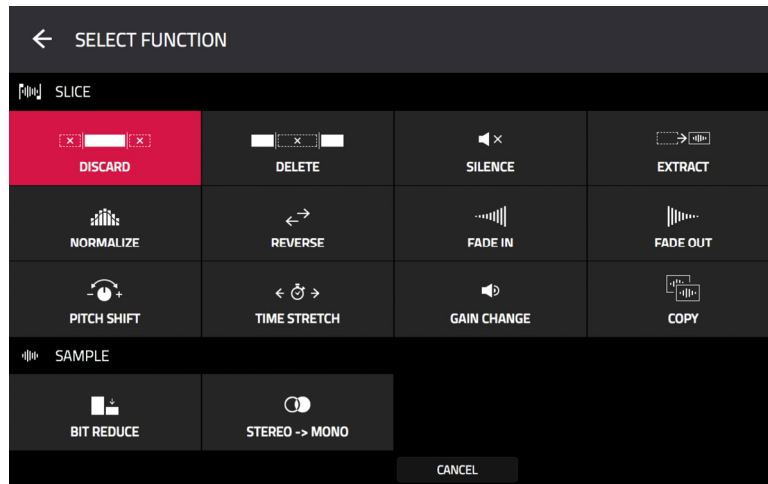 SELECT FUNCTION
SLICE
DISCARD DELETE SILENCE EXTRACT
NORMALIZE REVERSE FADE IN FADE OUT
PITCH SHIFT TIME STRETCH GAIN CHANGE COPY
SAMPLE
BIT REDUCE STEREO -> MONO
CANCEL